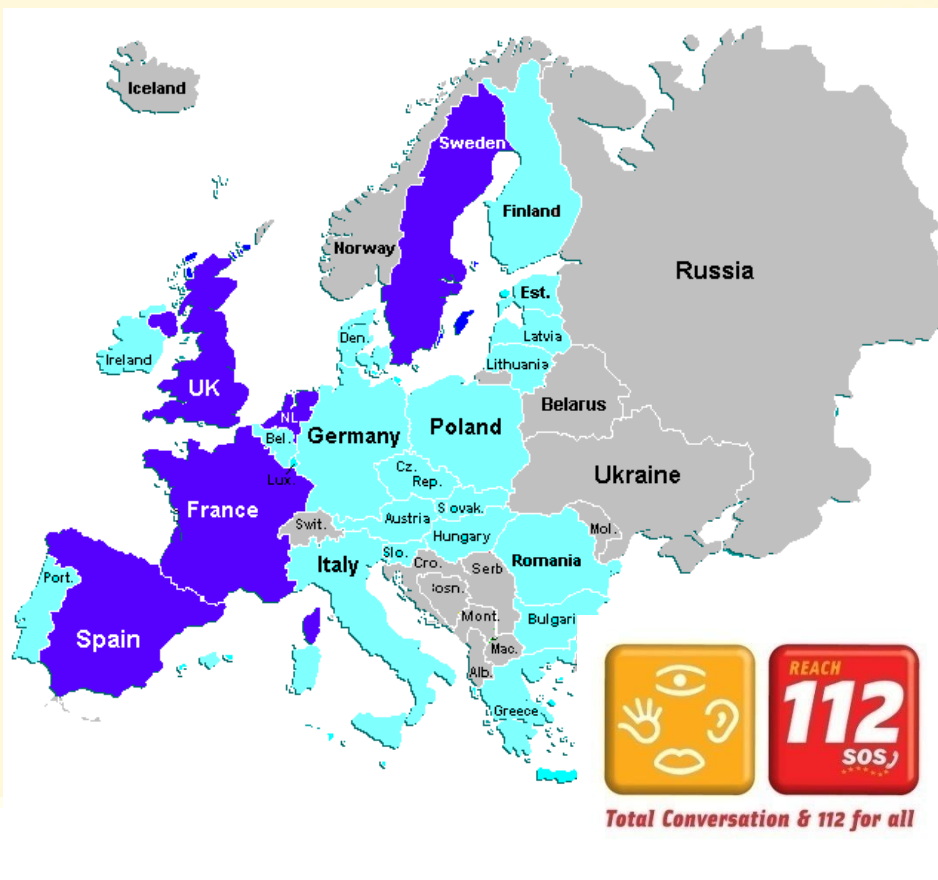 Iceland
Sweden
Finland
Norway
Russia
Est.
Den.
Latvia
Ireland
Lithuania
UK
Belarus
NL
Bel.
Germany
Poland
Cz.
Rep.
Ukraine
Lux.
France
S ovak.
Austria
Swit.
Mol.
Hungary
Slo.
Italy
Cro.
Serb
Romania
Port.
osn.
Mont.
Bulgari
Spain
Mac.
Alb.
Greece
REACH
112
SOS
Total Conversation & 112 for all